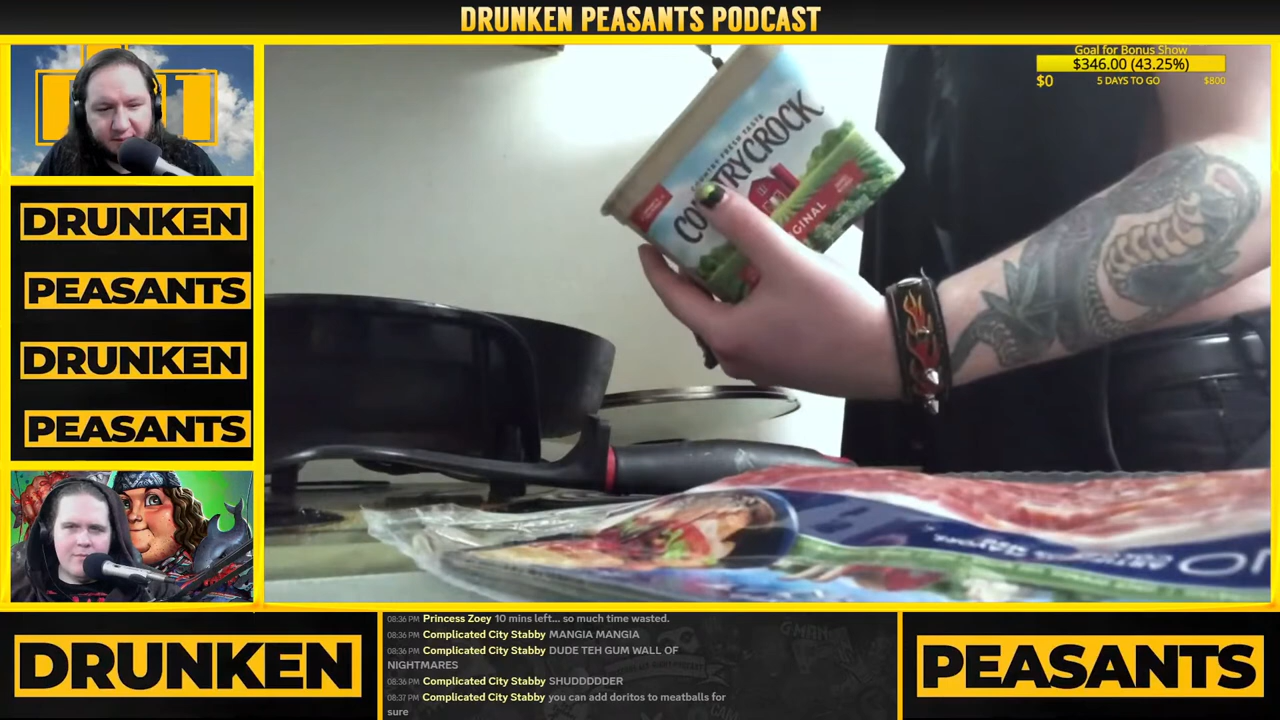 DRUNKEN PEASANTS PODCAST
Goal for Bonus Show
$346.00 (43.25%)
$0 5 DAYS TO GO $800
COUNTRY FRESH TASTE
COUNTRY CROCK
ORIGINAL
DRUNKEN
PEASANTS
DRUNKEN
PEASANTS
08:36 PM Princess Zoey 10 mins left... so much time wasted.
08:36 PM Complicated City Stabby MANGIA MANGIA
08:36 PM Complicated City Stabby DUDE TEH GUM WALL OF
NIGHTMARES
08:36 PM Complicated City Stabby SHUDDDDDER
08:37 PM Complicated City Stabby you can add doritos to meatballs for
sure
DRUNKEN
PEASANTS